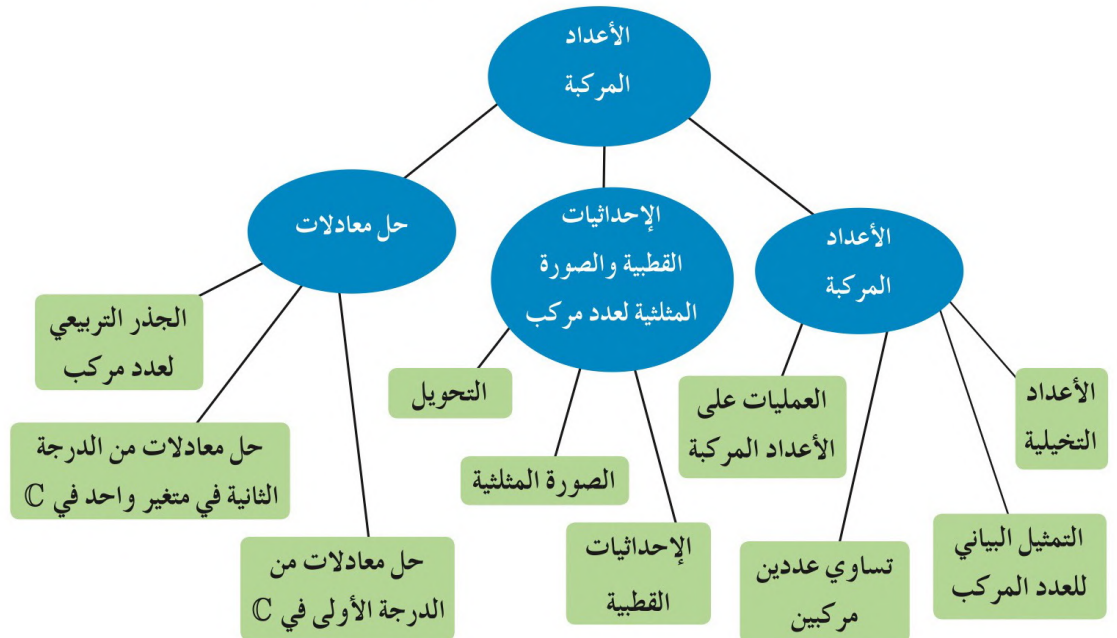 الأعداد
المركبة
الأعداد
المركبة
الإحداثيات
القطبية والصورة
المثلثية لعدد مركب
حل معادلات
الأعداد
التخيلية
التمثيل البياني
للعدد المركب
تساوي عددين
مركبين
العمليات على
الأعداد المركبة
الإحداثيات
القطبية
الصورة المثلثية
التحويل
حل معادلات من
الدرجة الأولى في ℂ
حل معادلات من الدرجة
الثانية في متغير واحد في ℂ
الجذر التربيعي
لعدد مركب